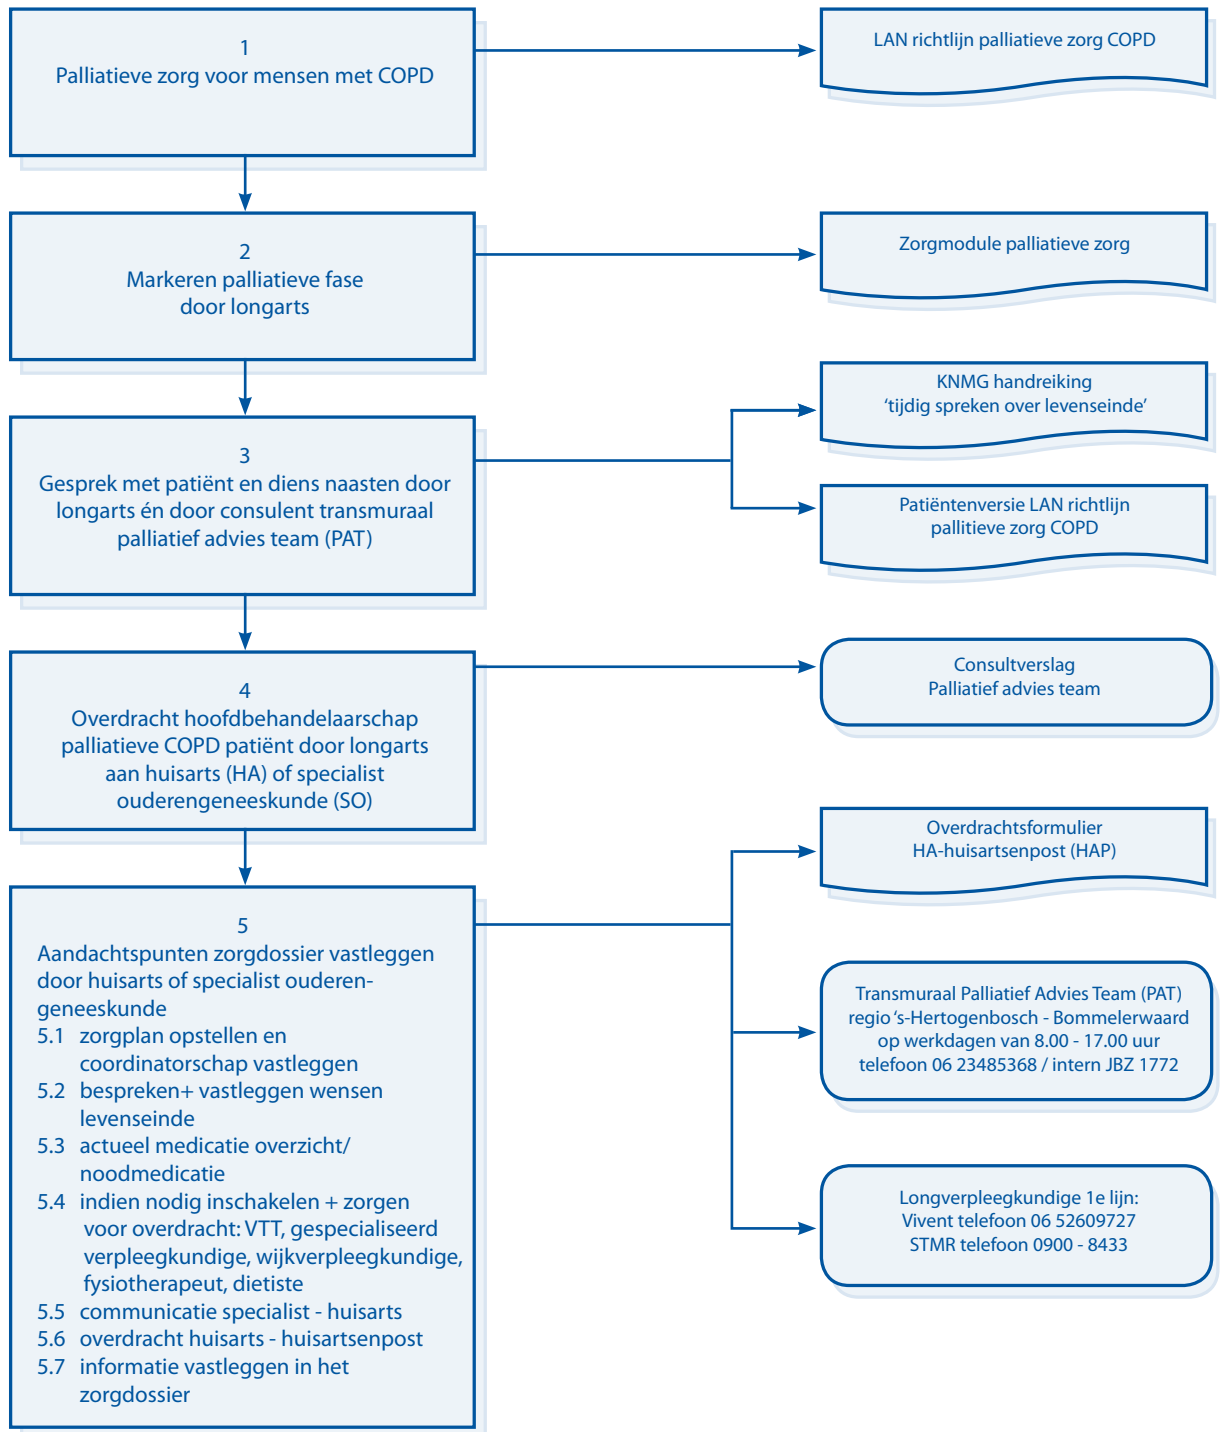 1
Palliatieve zorg voor mensen met COPD
LAN richtlijn palliatieve zorg COPD
2
Markeren palliatieve fase
door longarts
Zorgmodule palliatieve zorg
3
Gesprek met patiënt en diens naasten door
longarts én door consulent transmuraal
palliatief advies team (PAT)
KNMG handreiking
‘tijdig spreken over levenseinde’
Patiëntenversie LAN richtlijn
pallitieve zorg COPD
4
Overdracht hoofdbehandelaarschap
palliatieve COPD patiënt door longarts
aan huisarts (HA) of specialist
ouderengeneeskunde (SO)
Consultverslag
Palliatief advies team
5
Aandachtspunten zorgdossier vastleggen
door huisarts of specialist ouderen-
geneeskunde
5.1 zorgplan opstellen en
coordinatorschap vastleggen
5.2 bespreken+ vastleggen wensen
levenseinde
5.3 actueel medicatie overzicht/
noodmedicatie
5.4 indien nodig inschakelen + zorgen
voor overdracht: VTT, gespecialiseerd
verpleegkundige, wijkverpleegkundige,
fysiotherapeut, dietiste
5.5 communicatie specialist - huisarts
5.6 overdracht huisarts - huisartsenpost
5.7 informatie vastleggen in het
zorgdossier
Overdrachtsformulier
HA-huisartsenpost (HAP)
Transmuraal Palliatief Advies Team (PAT)
regio ‘s-Hertogenbosch - Bommelerwaard
op werkdagen van 8.00 - 17.00 uur
telefoon 06 23485368 / intern JBZ 1772
Longverpleegkundige 1e lijn:
Vivent telefoon 06 52609727
STMR telefoon 0900 - 8433